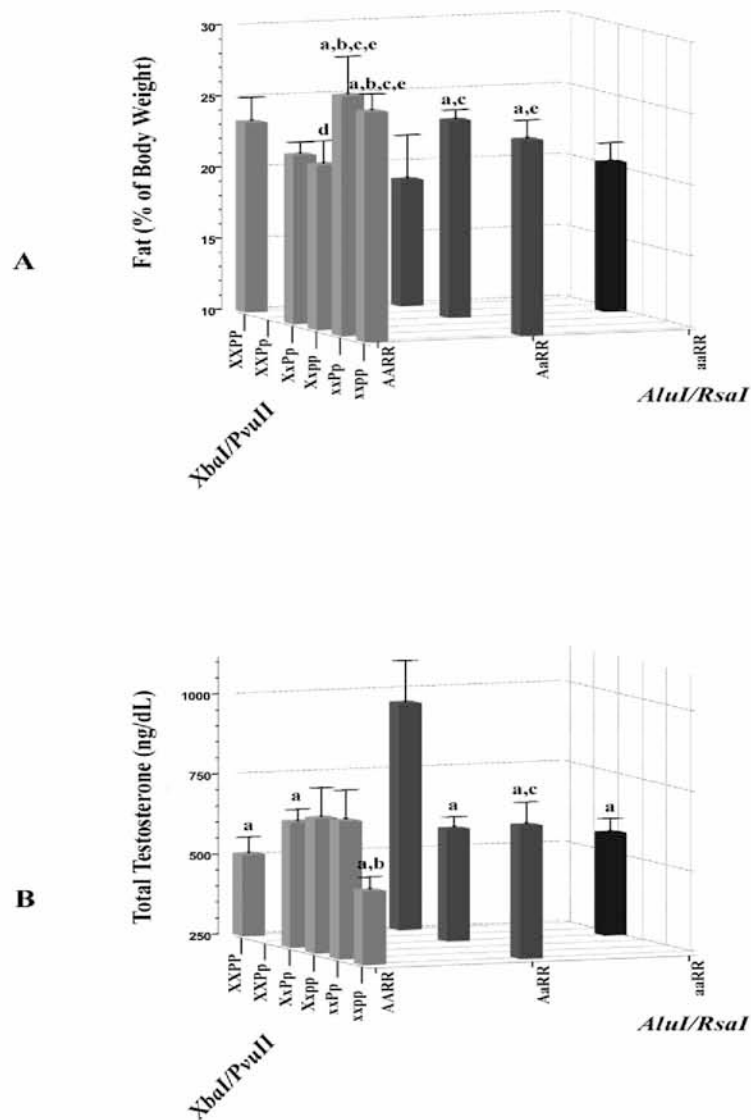 A
Fat (% of Body Weight)
30
25
20
15
10
a,b,c,e
a,b,c,e
d
a,c
a,e
XXPP
XXPp
XxPp
Xxpp
xxPp
xxpp
AARR
AaRR
aaRR
XbaI/PvuII
AluI/RsaI
B
Total Testosterone (ng/dL)
1000
750
500
250
a
a
a,b
a
a,c
a
XXPP
XXPp
XxPp
Xxpp
xxPp
xxpp
AARR
AaRR
aaRR
XbaI/PvuII
AluI/RsaI